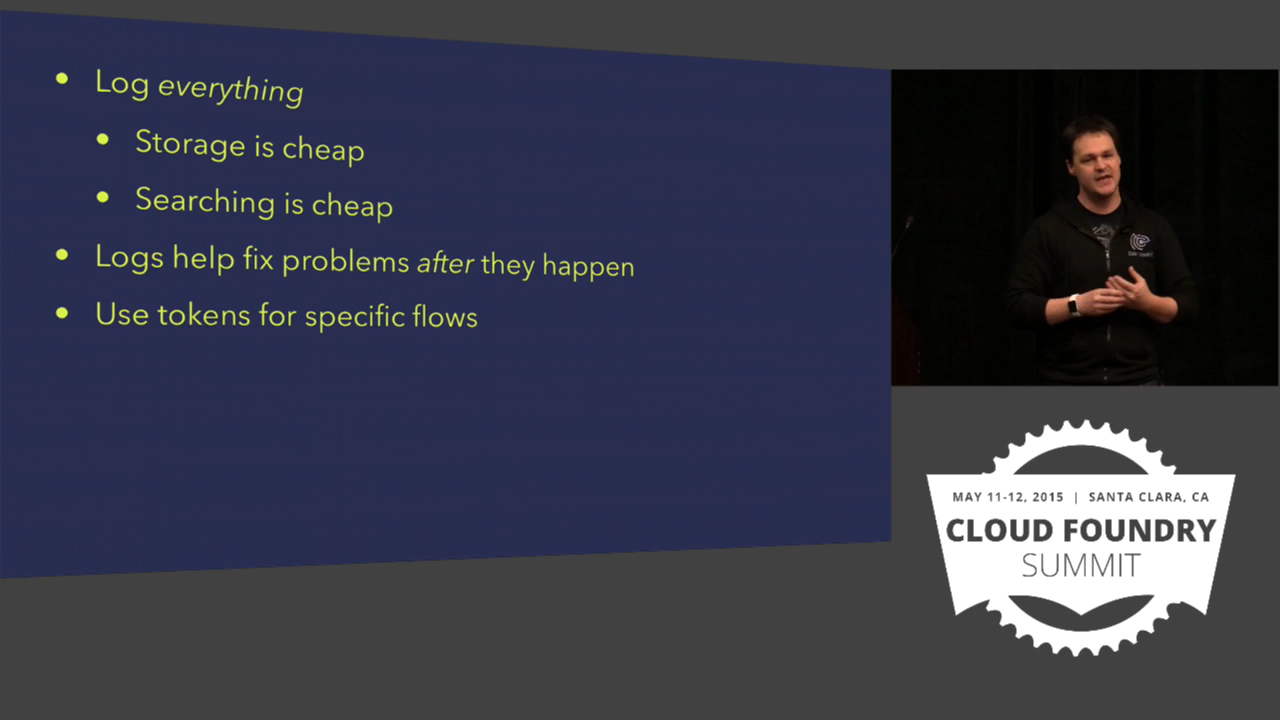 Log everything
Storage is cheap
Searching is cheap
Logs help fix problems after they happen
Use tokens for specific flows
MAY 11-12, 2015 | SANTA CLARA, CA
CLOUD FOUNDRY
SUMMIT